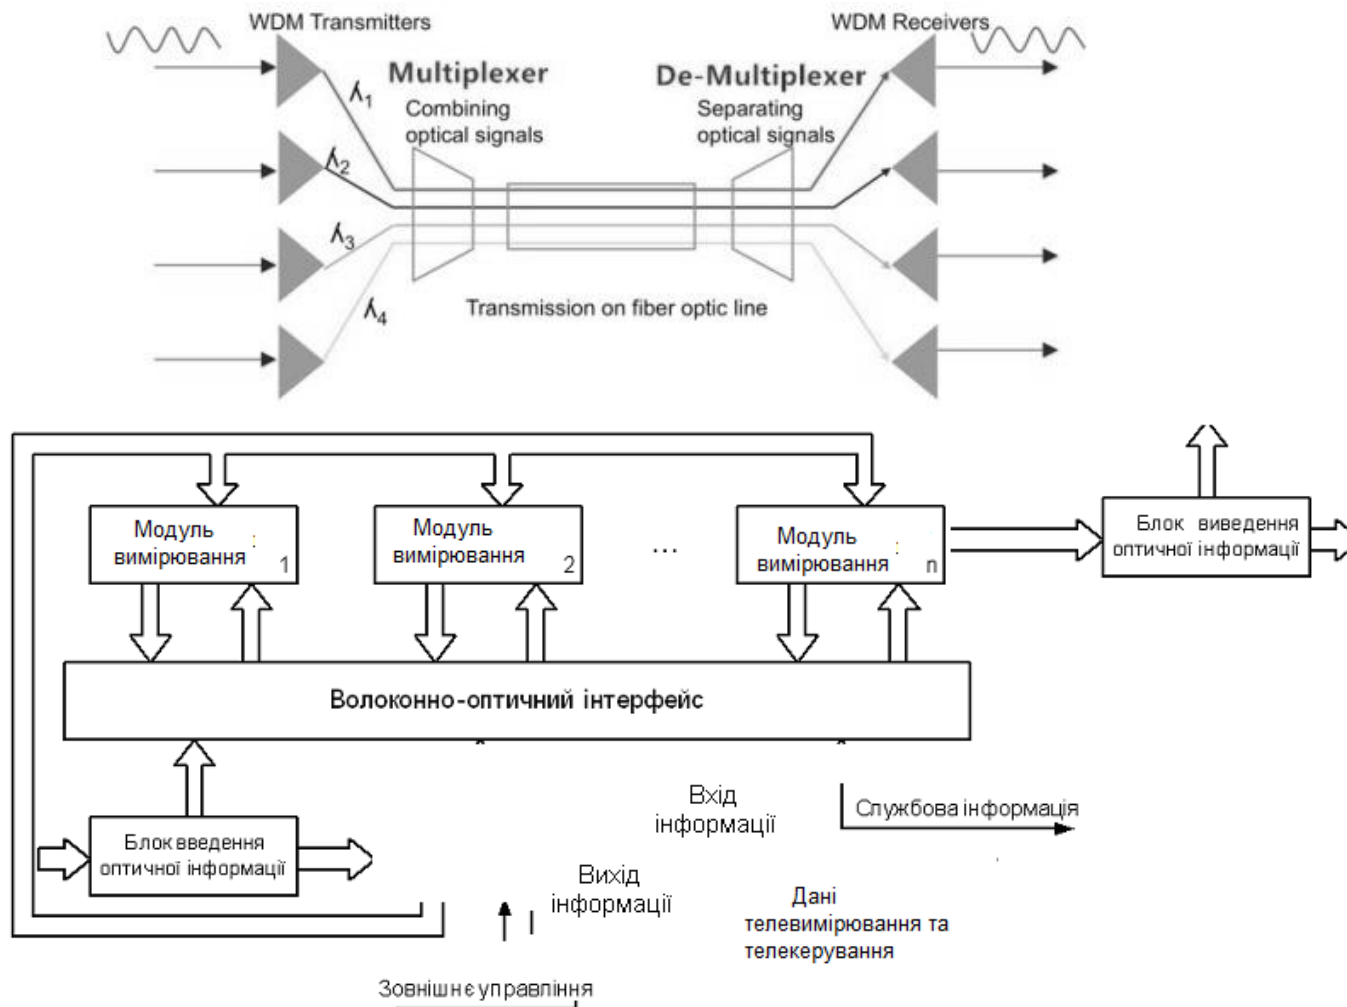 WDM Transmitters
WDM Receivers
Multiplexer
De-Multiplexer
Combining
optical signals
Separating
optical signals
λ1
λ2
λ3
λ4
Transmission on fiber optic line
Модуль
вимірювання :
1
Модуль
вимірювання
2
...
Модуль
вимірювання :
n
Блок виведення
оптичної інформації
Волоконно-оптичний інтерфейс
Блок введення
оптичної інформації
Вхід
інформації
Службова інформація
Вихід
інформації
Дані
телевимірювання та
телекерування
Зовнішнє управління